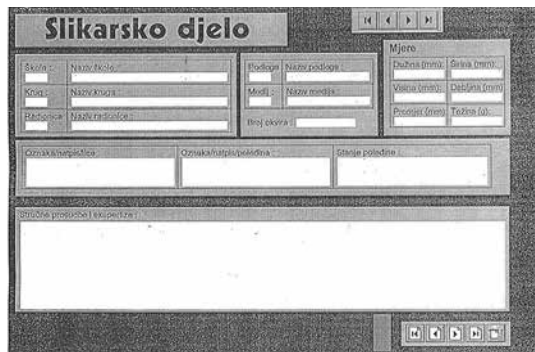 Slikarsko djelo
Škola : Naziv škole :
Krug : Naziv kruga :
Radionica Naziv radionice :
Podloga Naziv podloge :
Medij : Naziv medija :
Broj okvira :
Mjere
Dužina (mm): Širina (mm):
Visina (mm): Debljina (mm)
Promjer (mm): Težina (g):
Oznaka/natpis/lice : Oznaka/natpis/poleđina : Stanje poleđine :
Stručne prosudbe i ekspertize :